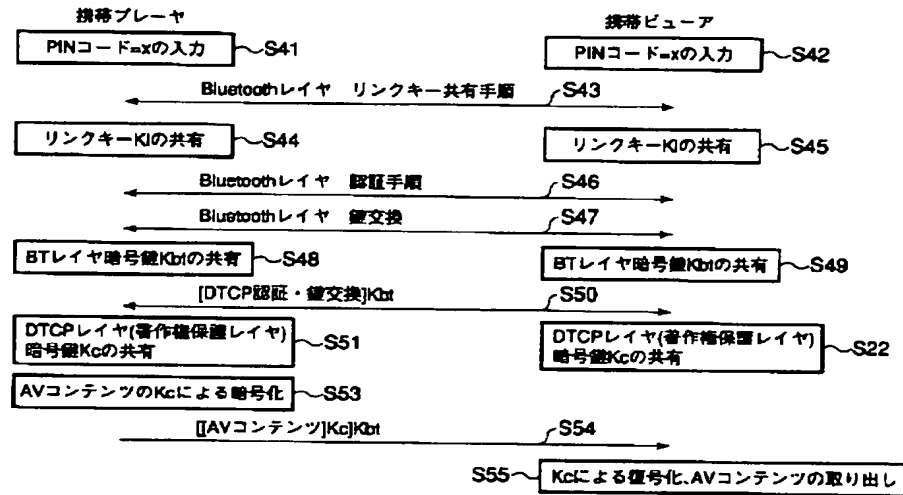 携帯プレーヤ
携帯ビューア
PINコード=xの入力
S41
PINコード=xの入力
S42
Bluetoothレイヤ リンクキー共有手順
S43
リンクキーKlの共有
S44
リンクキーKlの共有
S45
Bluetoothレイヤ 認証手順
S46
Bluetoothレイヤ 鍵交換
S47
BTレイヤ暗号鍵Kbtの共有
S48
BTレイヤ暗号鍵Kbtの共有
S49
[DTCP認証・鍵交換]Kbt
S50
DTCPレイヤ(著作権保護レイヤ)
暗号鍵Kcの共有
S51
DTCPレイヤ(著作権保護レイヤ)
暗号鍵Kcの共有
S22
AVコンテンツのKcによる暗号化
S53
[[AVコンテンツ]Kc]Kbt
S54
S55
Kcによる復号化、AVコンテンツの取り出し